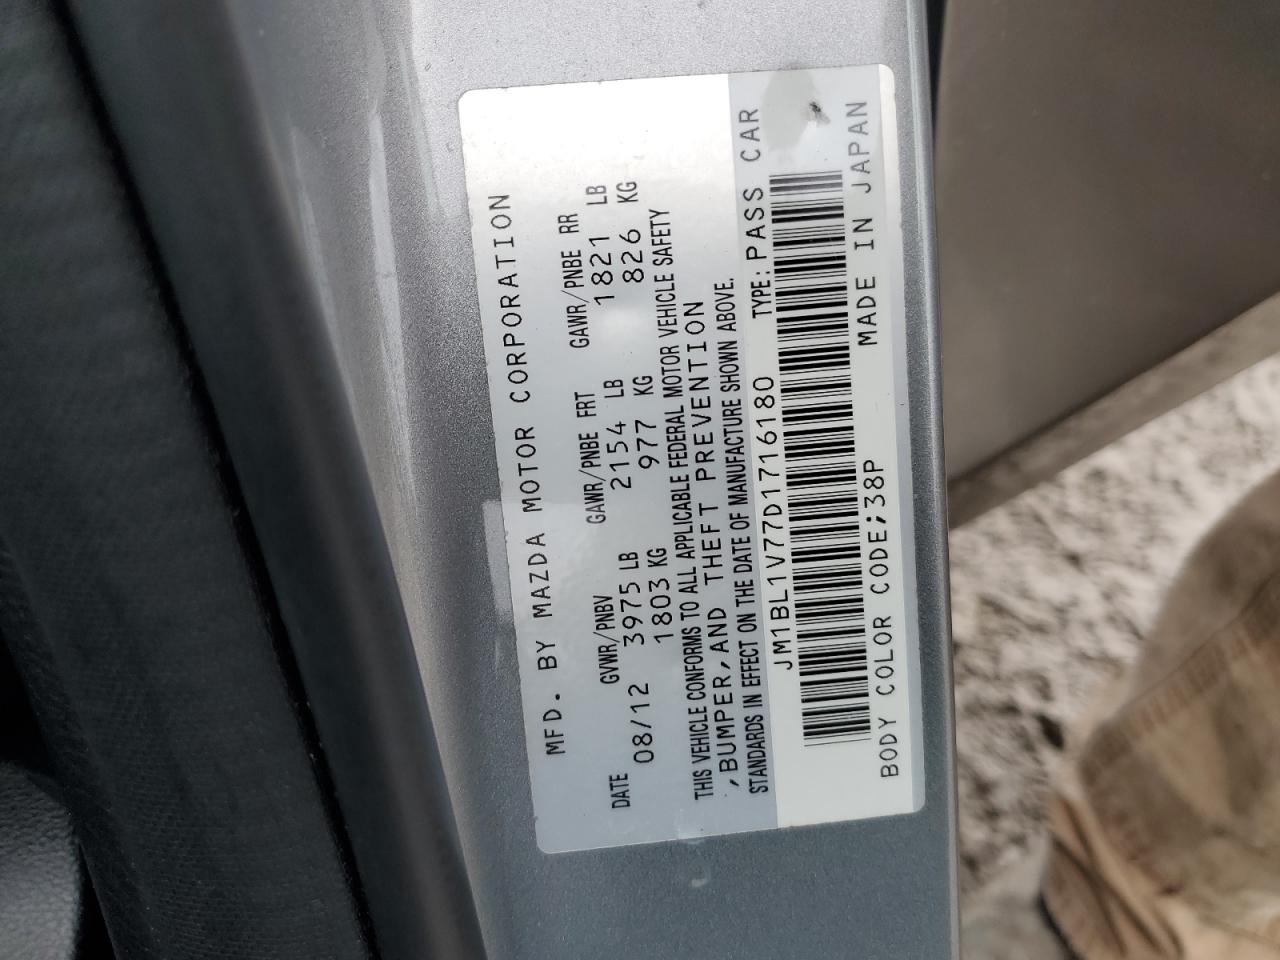 MFD. BY MAZDA MOTOR CORPORATION
DATE GVWR/PNBV GAWR/PNBE FRT GAWR/PNBE RR
08/12 3975 LB 2154 LB 1821 LB
1803 KG 977 KG 826 KG
THIS VEHICLE CONFORMS TO ALL APPLICABLE FEDERAL MOTOR VEHICLE SAFETY
,BUMPER,AND THEFT PREVENTION
STANDARDS IN EFFECT ON THE DATE OF MANUFACTURE SHOWN ABOVE.
JM1BL1V77D1716180 TYPE: PASS CAR
BODY COLOR CODE;38P MADE IN JAPAN